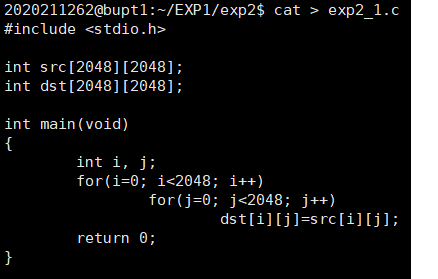 2020211262@bupt1:~/EXP1/exp2$ cat > exp2_1.c
#include <stdio.h>

int src[2048][2048];
int dst[2048][2048];

int main(void)
{
        int i, j;
        for(i=0; i<2048; i++)
                for(j=0; j<2048; j++)
                        dst[i][j]=src[i][j];
        return 0;
}